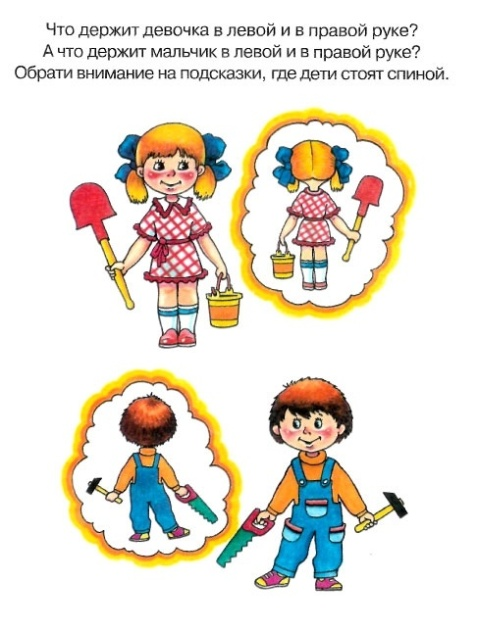 Что держит девочка в левой и в правой руке?
А что держит мальчик в левой и в правой руке?
Обрати внимание на подсказки, где дети стоят спиной.